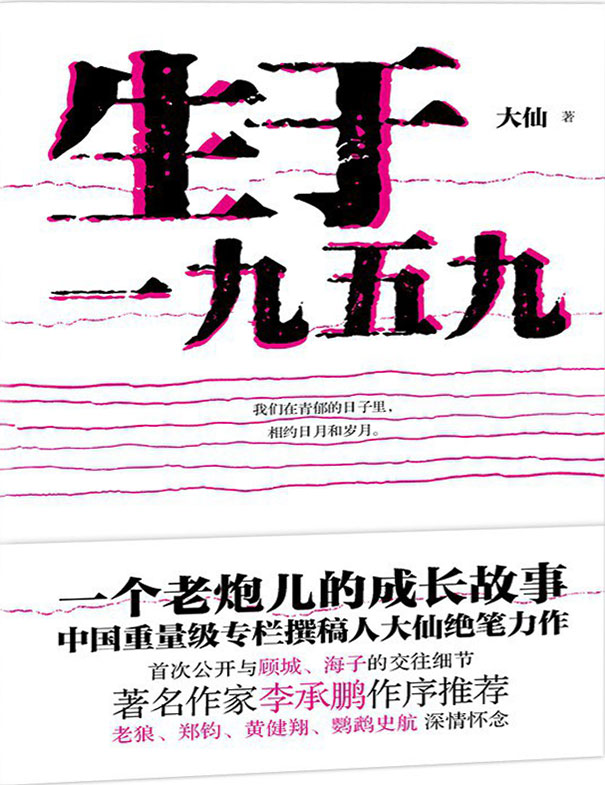 生于
大仙 著
一九五九
我们在青郁的日子里，
相约日月和岁月。
一个老炮儿的成长故事
中国重量级专栏撰稿人大仙绝笔力作
首次公开与顾城、海子的交往细节
著名作家李承鹏作序推荐
老狼、郑钧、黄健翔、鹦鹉史航 深情怀念